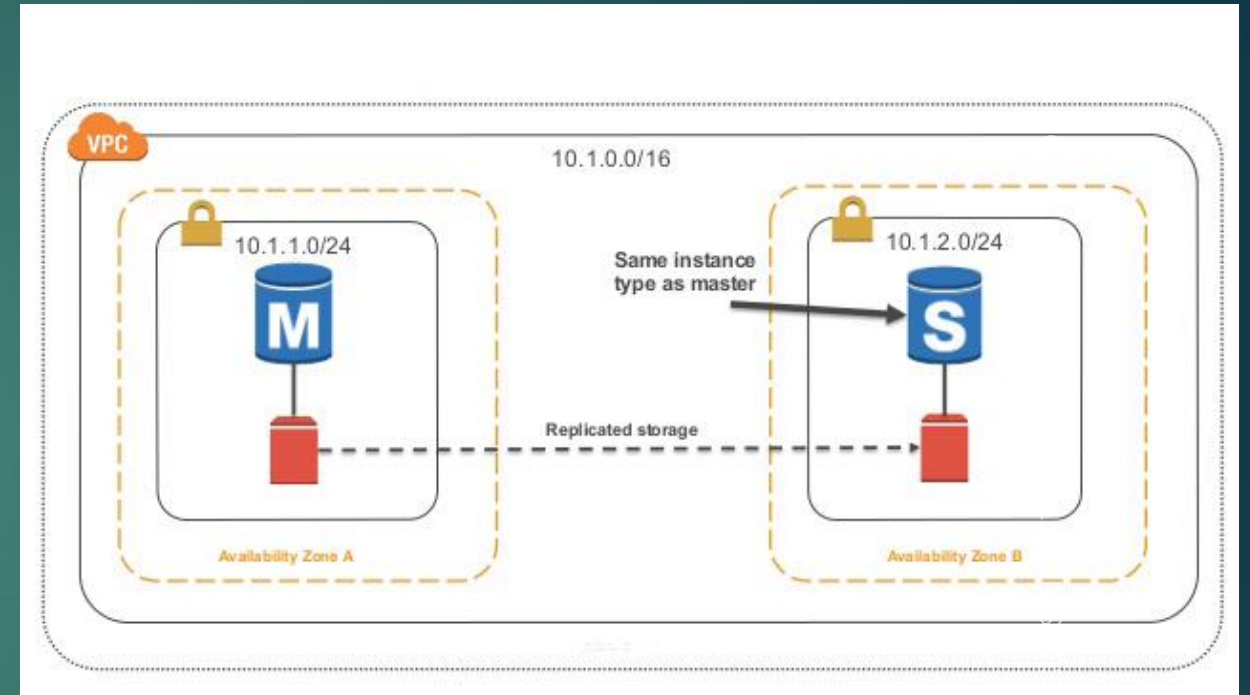 VPC
10.1.0.0/16
10.1.1.0/24
10.1.2.0/24
Same instance
type as master
M
S
Replicated storage
Availability Zone A
Availability Zone B